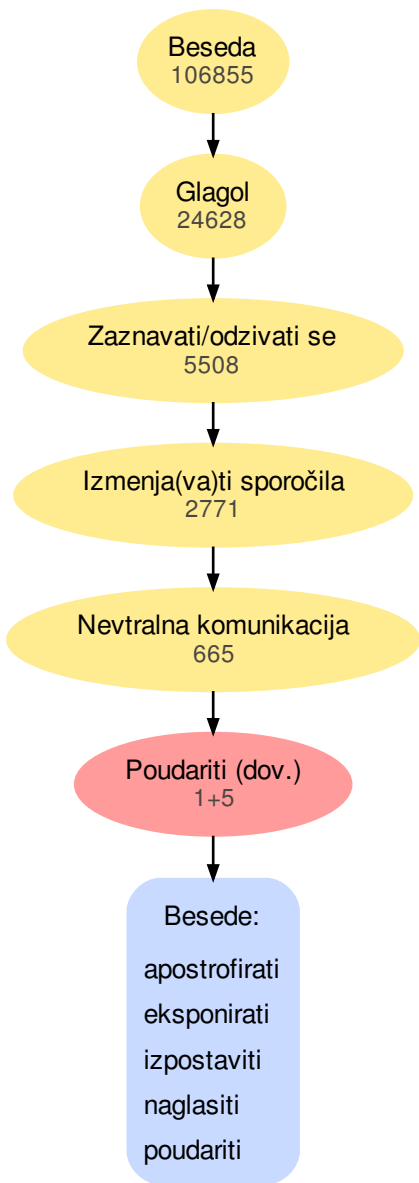 Beseda
106855
Glagol
24628
Zaznavati/odzivati se
5508
Izmenja(va)ti sporočila
2771
Nevtralna komunikacija
665
Poudariti (dov.)
1+5
Besede:
apostrofirati
eksponirati
izpostaviti
naglasiti
poudariti